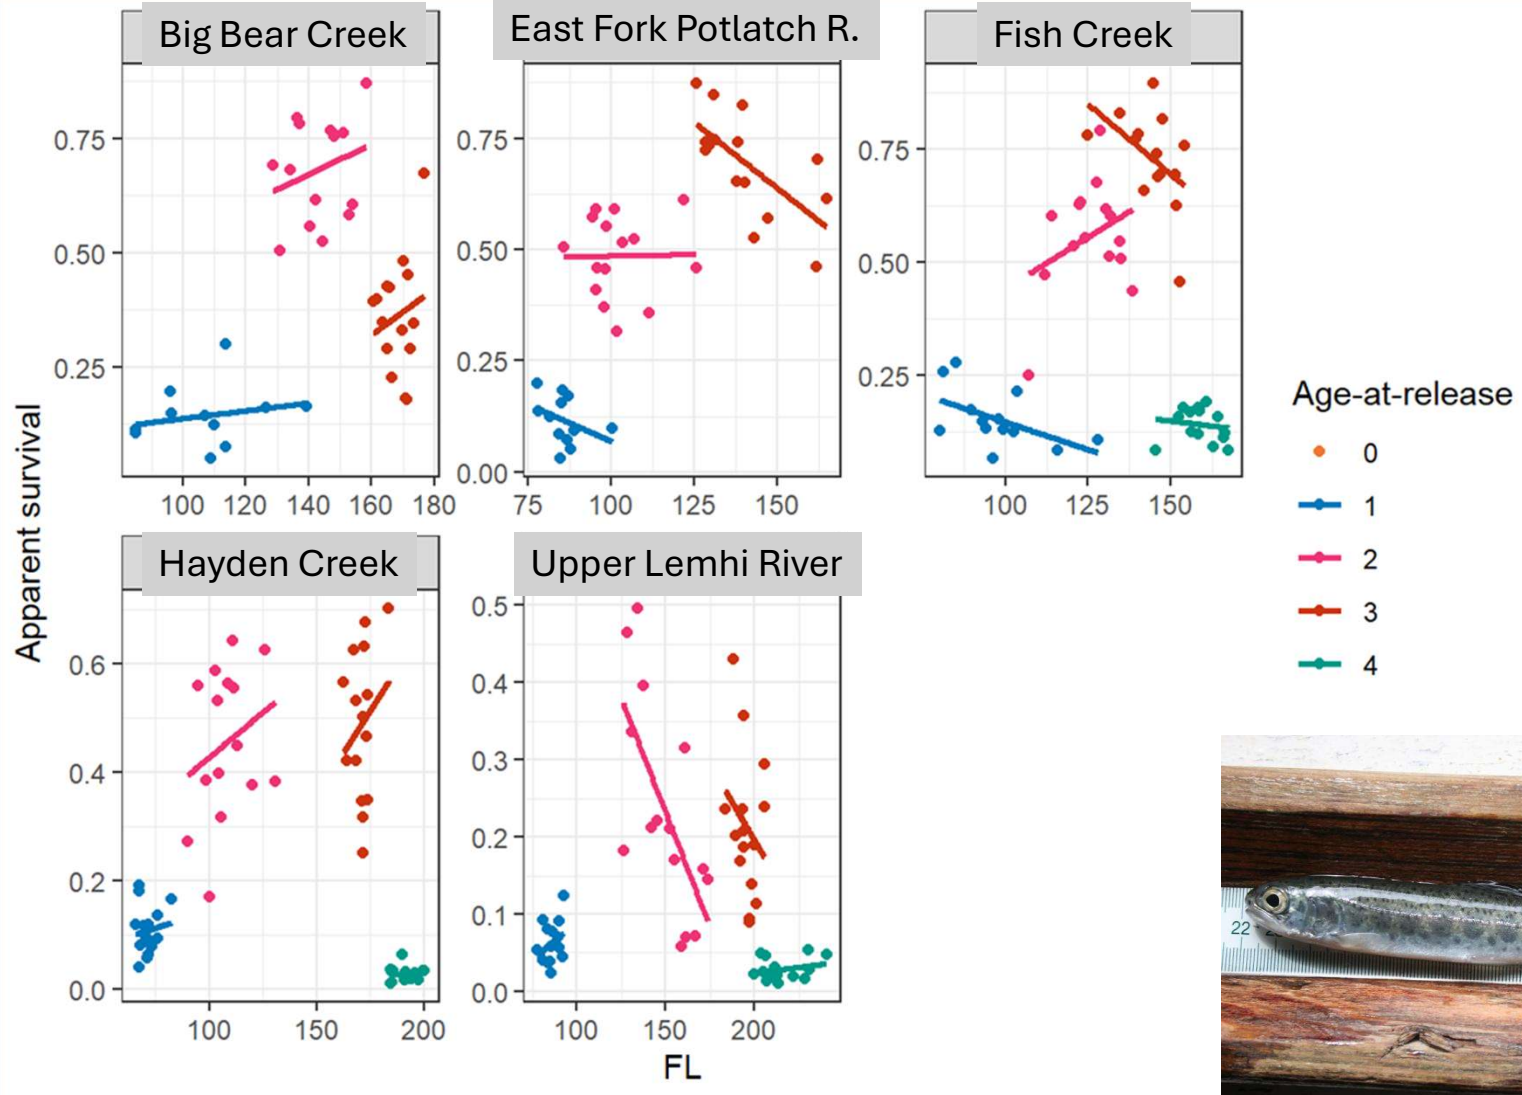 Big Bear Creek
East Fork Potlatch R.
Fish Creek
0.75
0.50
0.25
100 120 140 160 180
0.75
0.50
0.25
0.00
75 100 125 150
0.75
0.50
0.25
100 125 150
Apparent survival
Age-at-release
0
1
2
3
4
Hayden Creek
Upper Lemhi River
0.6
0.4
0.2
0.0
100 150 200
0.5
0.4
0.3
0.2
0.1
0.0
100 150 200
FL
22